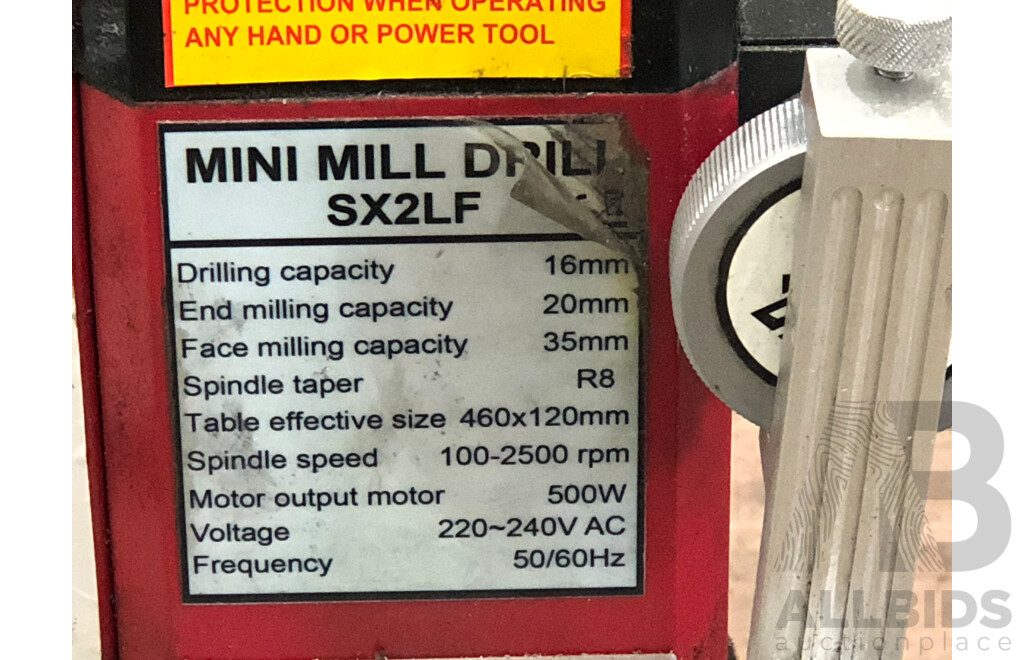 PROTECTION WHEN OPERATING
ANY HAND OR POWER TOOL
MINI MILL DRILL
SX2LF
Drilling capacity 16mm
End milling capacity 20mm
Face milling capacity 35mm
Spindle taper R8
Table effective size 460x120mm
Spindle speed 100-2500 rpm
Motor output motor 500W
Voltage 220~240V AC
Frequency 50/60Hz
AB
ALLBIDS
auctionplace